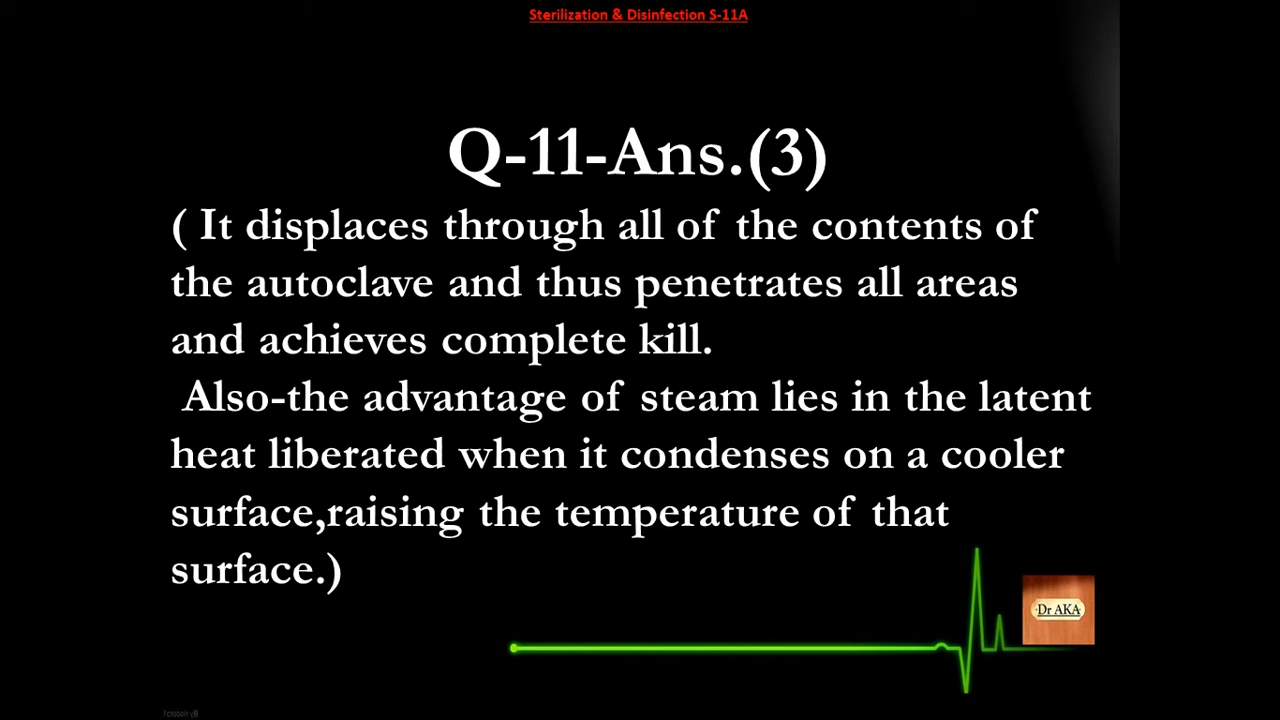 Sterilization & Disinfection S-11A
Q-11-Ans.(3)
( It displaces through all of the contents of
the autoclave and thus penetrates all areas
and achieves complete kill.
Also-the advantage of steam lies in the latent
heat liberated when it condenses on a cooler
surface,raising the temperature of that
surface.)
Dr AKA